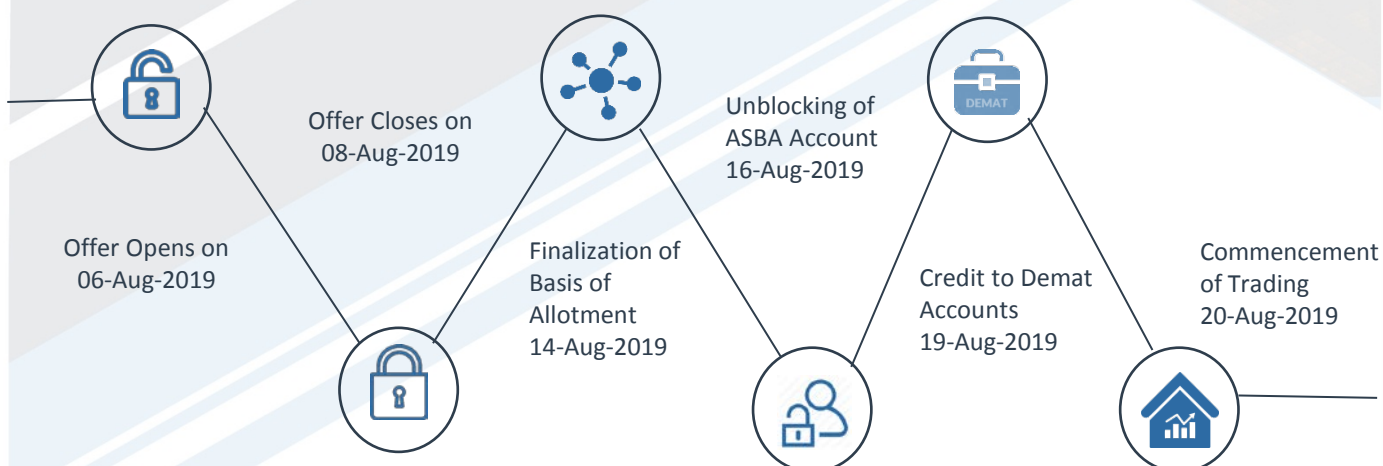 Offer Opens on
06-Aug-2019
Offer Closes on
08-Aug-2019
Finalization of
Basis of
Allotment
14-Aug-2019
Unblocking of
ASBA Account
16-Aug-2019
DEMAT
Credit to Demat
Accounts
19-Aug-2019
Commencement
of Trading
20-Aug-2019